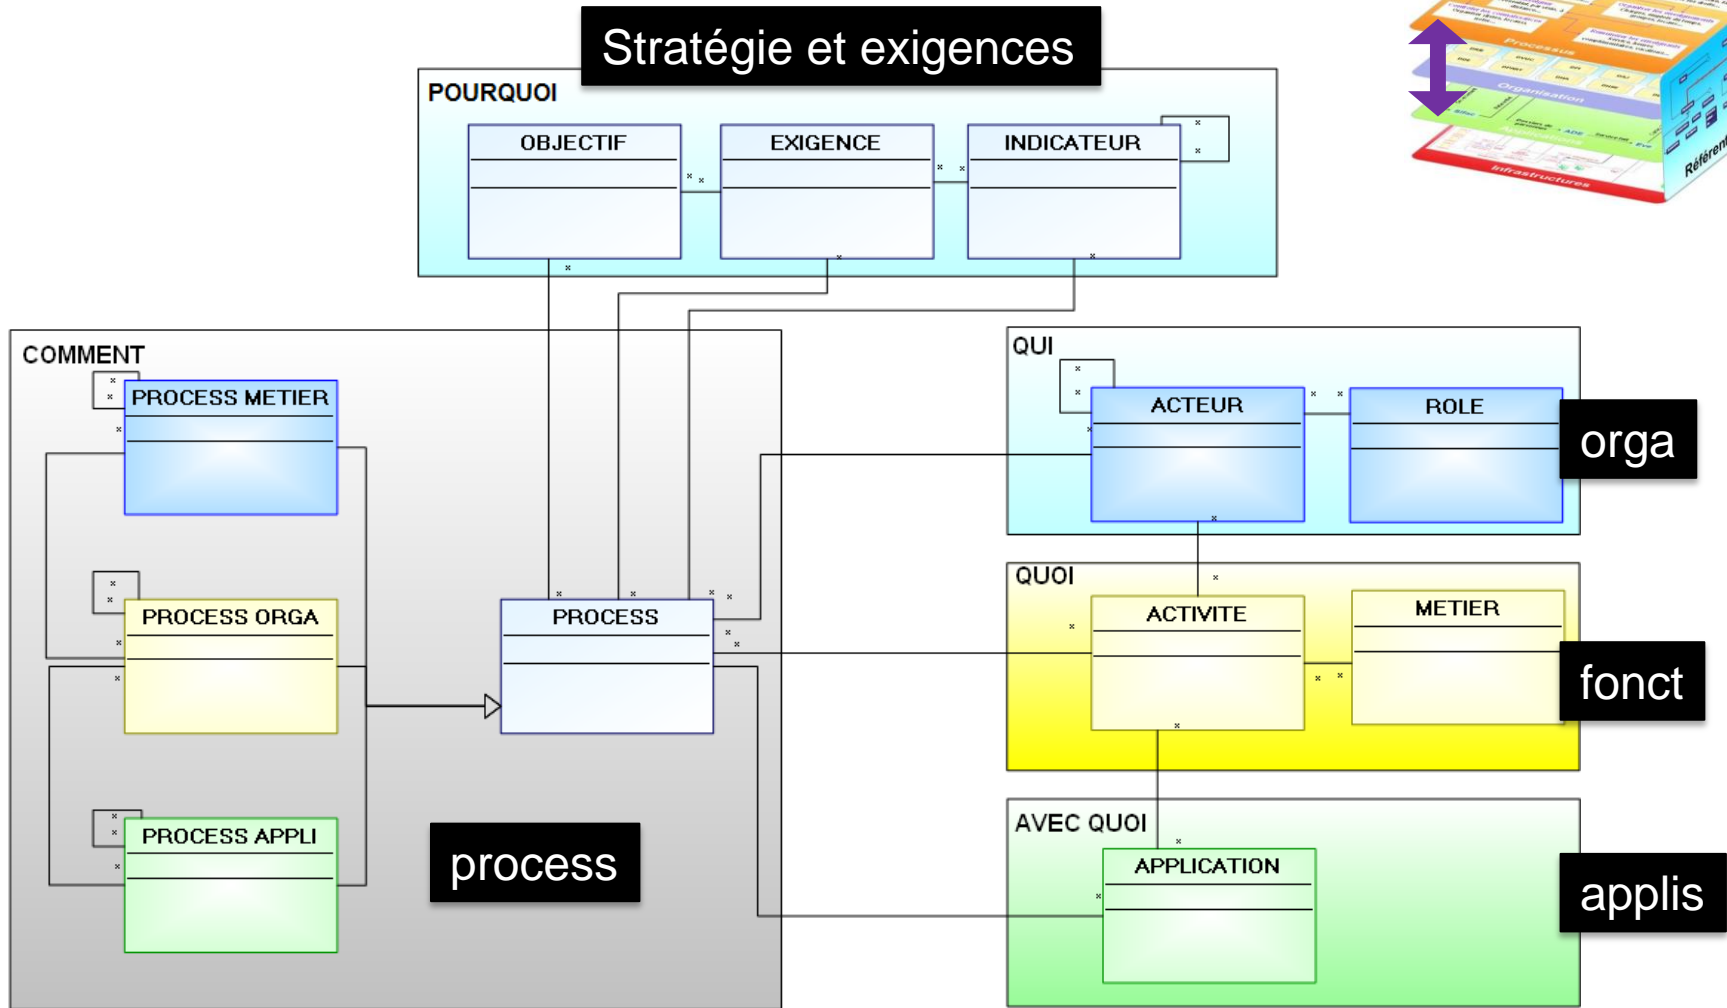 Stratégie et exigences
POURQUOI
OBJECTIF
EXIGENCE
INDICATEUR
Processus
Organisation
Infrastructures
COMMENT
PROCESS METIER
PROCESS ORGA
PROCESS APPLI
PROCESS
process
QUI
ACTEUR
ROLE
orga
QUOI
ACTIVITE
METIER
fonct
AVEC QUOI
APPLICATION
applis